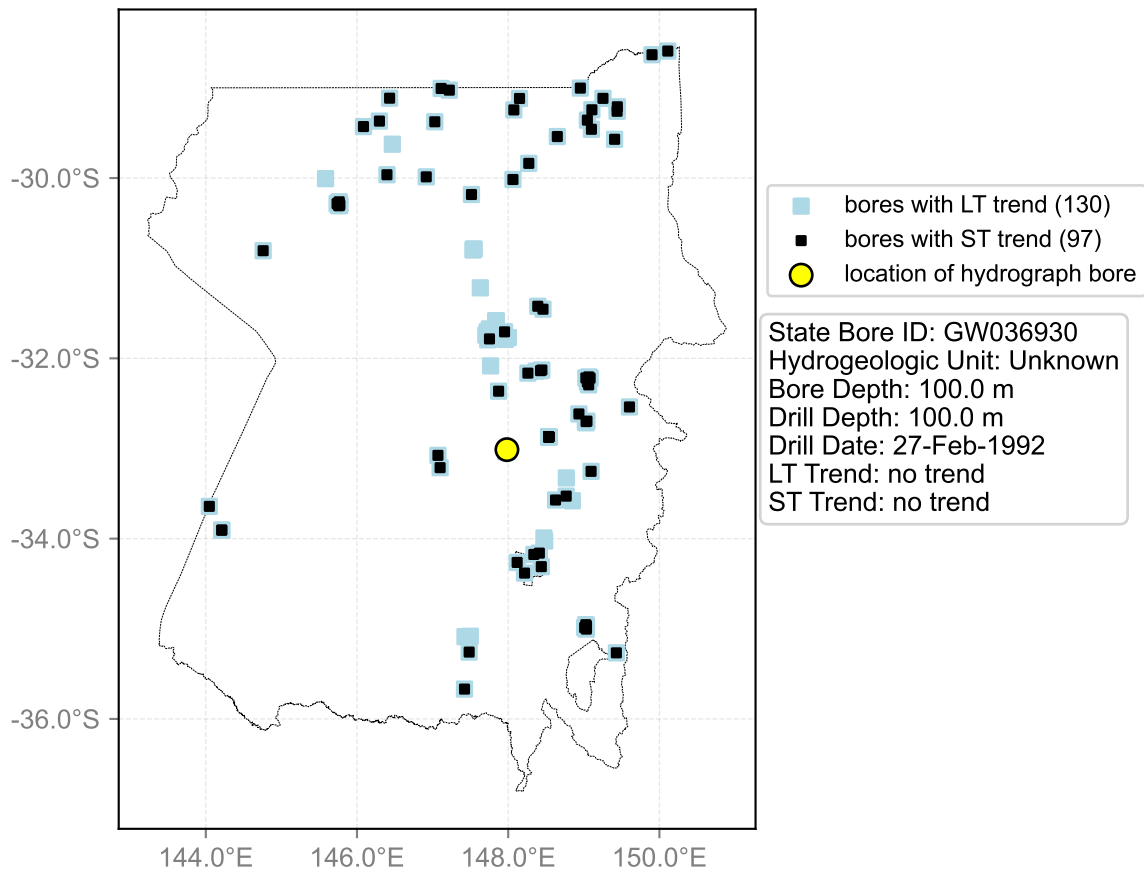 -30.0°S
-32.0°S
-34.0°S
-36.0°S
144.0°E 146.0°E 148.0°E 150.0°E
bores with LT trend (130)
bores with ST trend (97)
location of hydrograph bore
State Bore ID: GW036930
Hydrogeologic Unit: Unknown
Bore Depth: 100.0 m
Drill Depth: 100.0 m
Drill Date: 27-Feb-1992
LT Trend: no trend
ST Trend: no trend